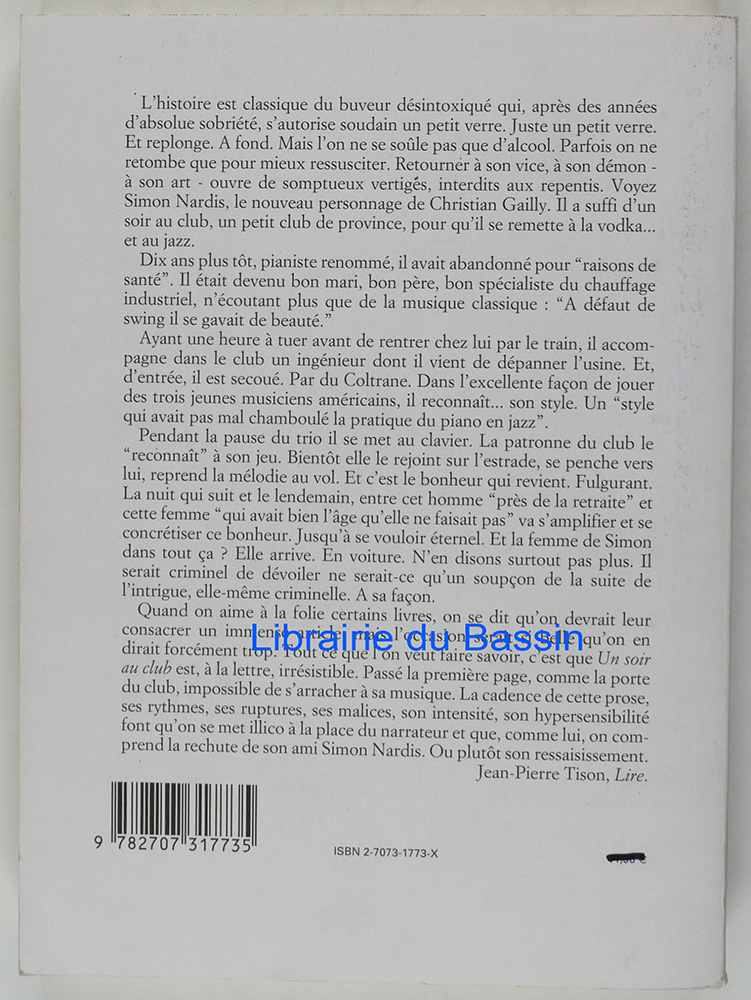 L'histoire est classique du buveur désintoxiqué qui, après des années
d'absolue sobriété, s'autorise soudain un petit verre. Juste un petit verre.
Et replonge. A fond. Mais l'on ne se soûle pas que d'alcool. Parfois on ne
retombe que pour mieux ressusciter. Retourner à son vice, à son démon -
à son art - ouvre de somptueux vertiges, interdits aux repentis. Voyez
Simon Nardis, le nouveau personnage de Christian Gailly. Il a suffi d'un
soir au club, un petit club de province, pour qu'il se remette à la vodka...
et au jazz.
Dix ans plus tôt, pianiste renommé, il avait abandonné pour "raisons de
santé". Il était devenu bon mari, bon père, bon spécialiste du chauffage
industriel, n'écoutant plus que de la musique classique : "A défaut de
swing il se gavait de beauté."
Ayant une heure à tuer avant de rentrer chez lui par le train, il accom-
pagne dans le club un ingénieur dont il vient de dépanner l'usine. Et,
d'entrée, il est secoué. Par du Coltrane. Dans l'excellente façon de jouer
des trois jeunes musiciens américains, il reconnaît... son style. Un "style
qui avait pas mal chamboulé la pratique du piano en jazz".
Pendant la pause du trio il se met au clavier. La patronne du club le
"reconnaît" à son jeu. Bientôt elle le rejoint sur l'estrade, se penche vers
lui, reprend la mélodie au vol. Et c'est le bonheur qui revient. Fulgurant.
La nuit qui suit et le lendemain, entre cet homme "près de la retraite" et
cette femme "qui avait bien l'âge qu'elle ne faisait pas" va s'amplifier et se
concrétiser ce bonheur. Jusqu'à se vouloir éternel. Et la femme de Simon
dans tout ça ? Elle arrive. En voiture. N'en disons surtout pas plus. Il
serait criminel de dévoiler ne serait-ce qu'un soupçon de la suite de
l'intrigue, elle-même criminelle. A sa façon.
Quand on aime à la folie certains livres, on se dit qu'on devrait leur
consacrer un immense article, mais l'occasion serait si belle qu'on en
Librairie du Bassin
dirait forcément trop. Tout ce que l'on veut faire savoir, c'est que Un soir
au club est, à la lettre, irrésistible. Passé la première page, comme la porte
du club, impossible de s'arracher à sa musique. La cadence de cette prose,
ses rythmes, ses ruptures, ses malices, son intensité, son hypersensibilité
font qu'on se met illico à la place du narrateur et que, comme lui, on com-
prend la rechute de son ami Simon Nardis. Ou plutôt son ressaisissement.
Jean-Pierre Tison, Lire.
9 782707 317735
ISBN 2-7073-1773-X